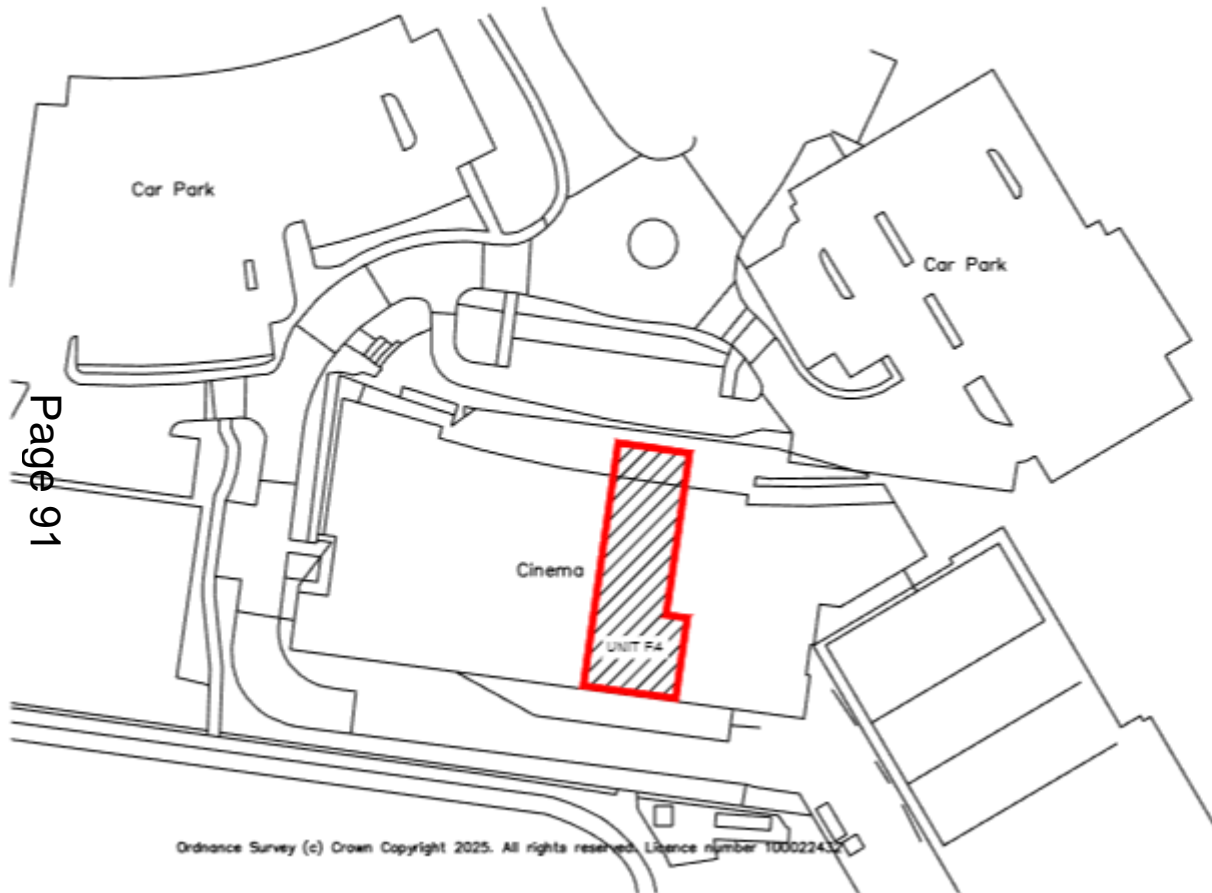 Car Park
Car Park
Page 91
Cinema
UNIT F4
Ordnance Survey (c) Crown Copyright 2025. All rights reserved. Licence number 100022432